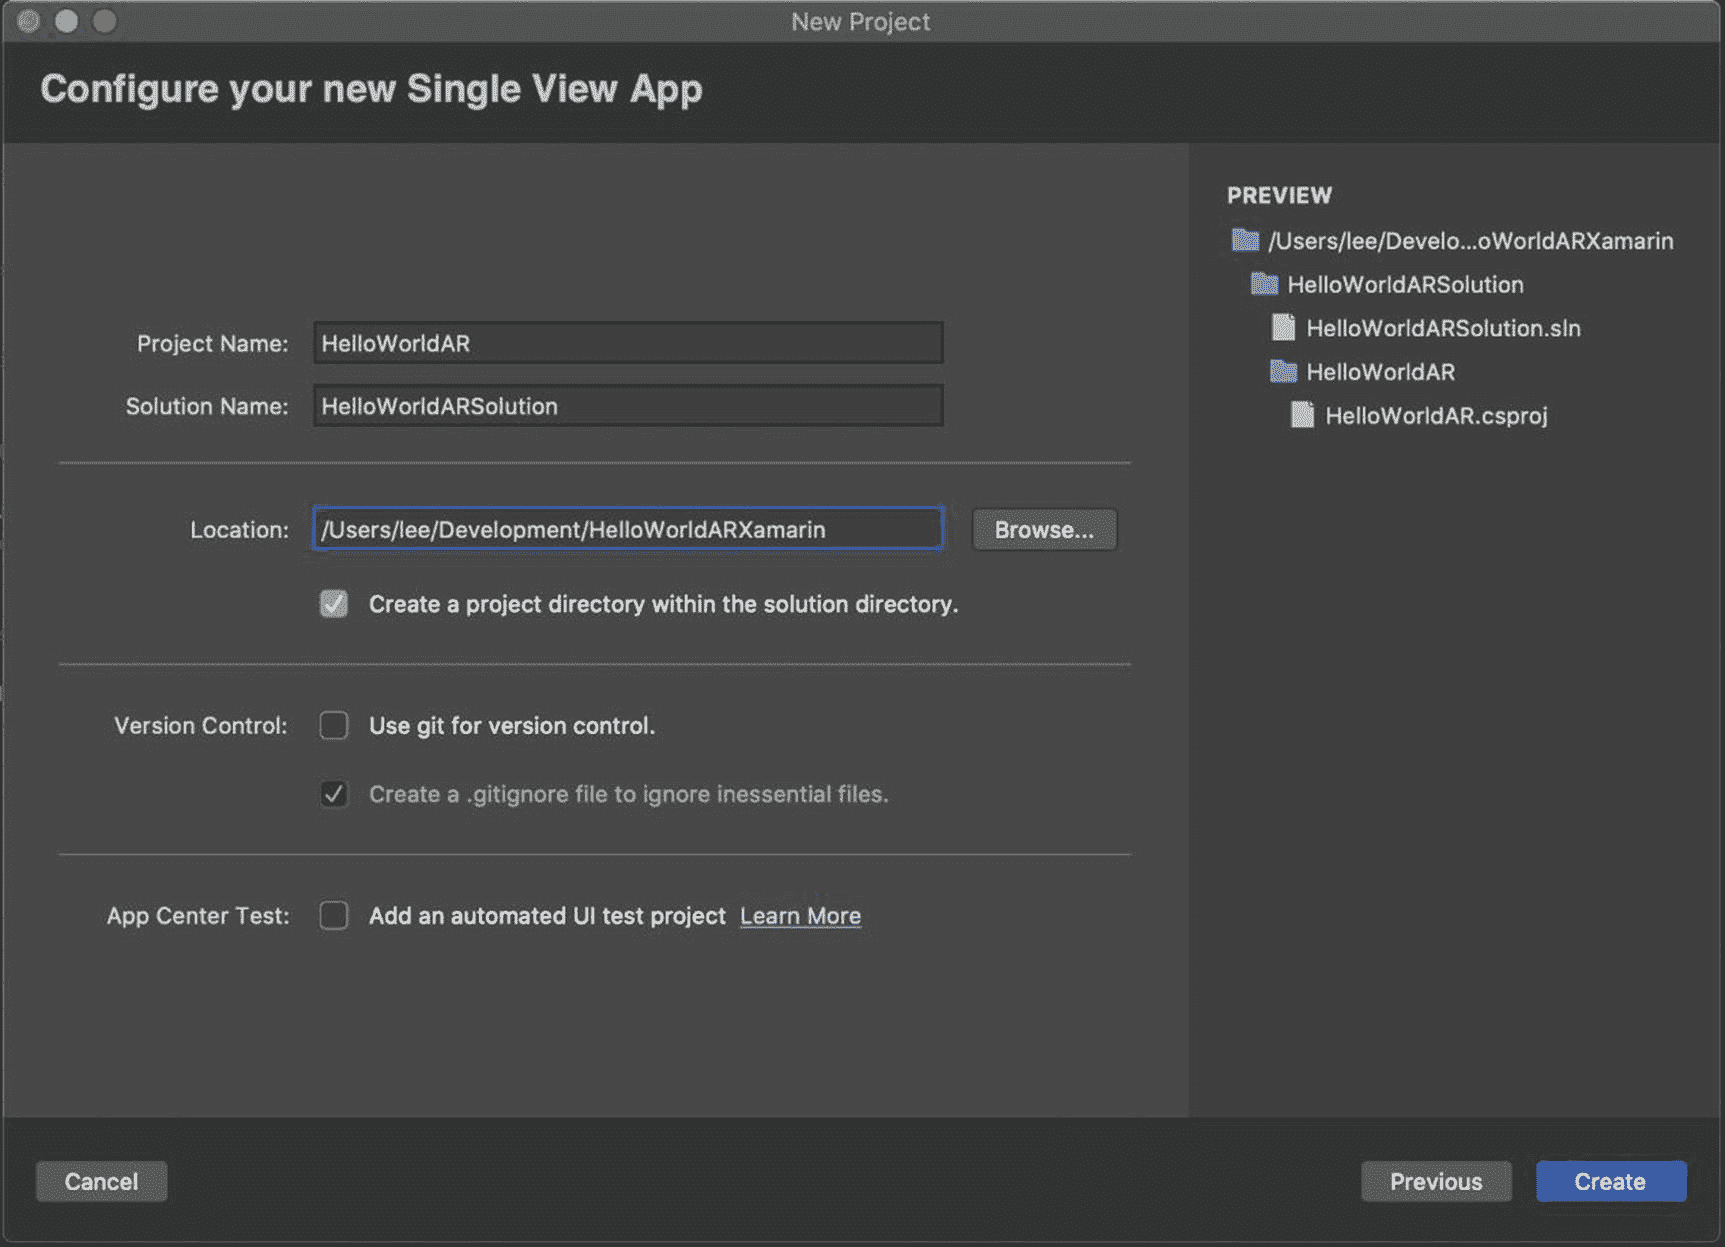 New Project
Configure your new Single View App
Project Name: HelloWorldAR
Solution Name: HelloWorldARSolution
Location: /Users/lee/Development/HelloWorldARXamarin Browse...
Create a project directory within the solution directory.
Version Control: Use git for version control.
Create a .gitignore file to ignore inessential files.
App Center Test: Add an automated UI test project Learn More
PREVIEW
/Users/lee/Develo...oWorldARXamarin
HelloWorldARSolution
HelloWorldARSolution.sln
HelloWorldAR
HelloWorldAR.csproj
Cancel Previous Create